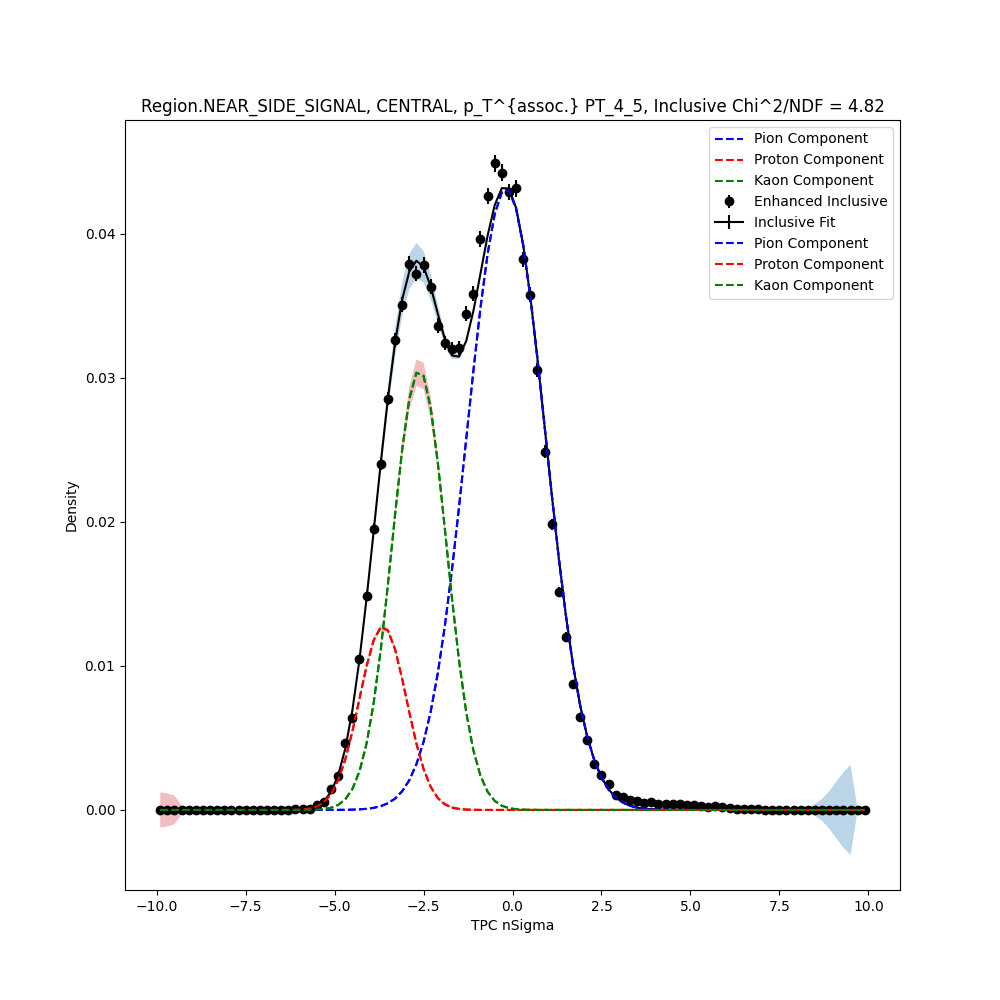 Region.NEAR_SIDE_SIGNAL, CENTRAL, p_T^{assoc.} PT_4_5, Inclusive Chi^2/NDF = 4.82
Pion Component
Proton Component
Kaon Component
Enhanced Inclusive
Inclusive Fit
Pion Component
Proton Component
Kaon Component
0.04
0.03
0.02
0.01
0.00
Density
−10.0 −7.5 −5.0 −2.5 0.0 2.5 5.0 7.5 10.0
TPC nSigma